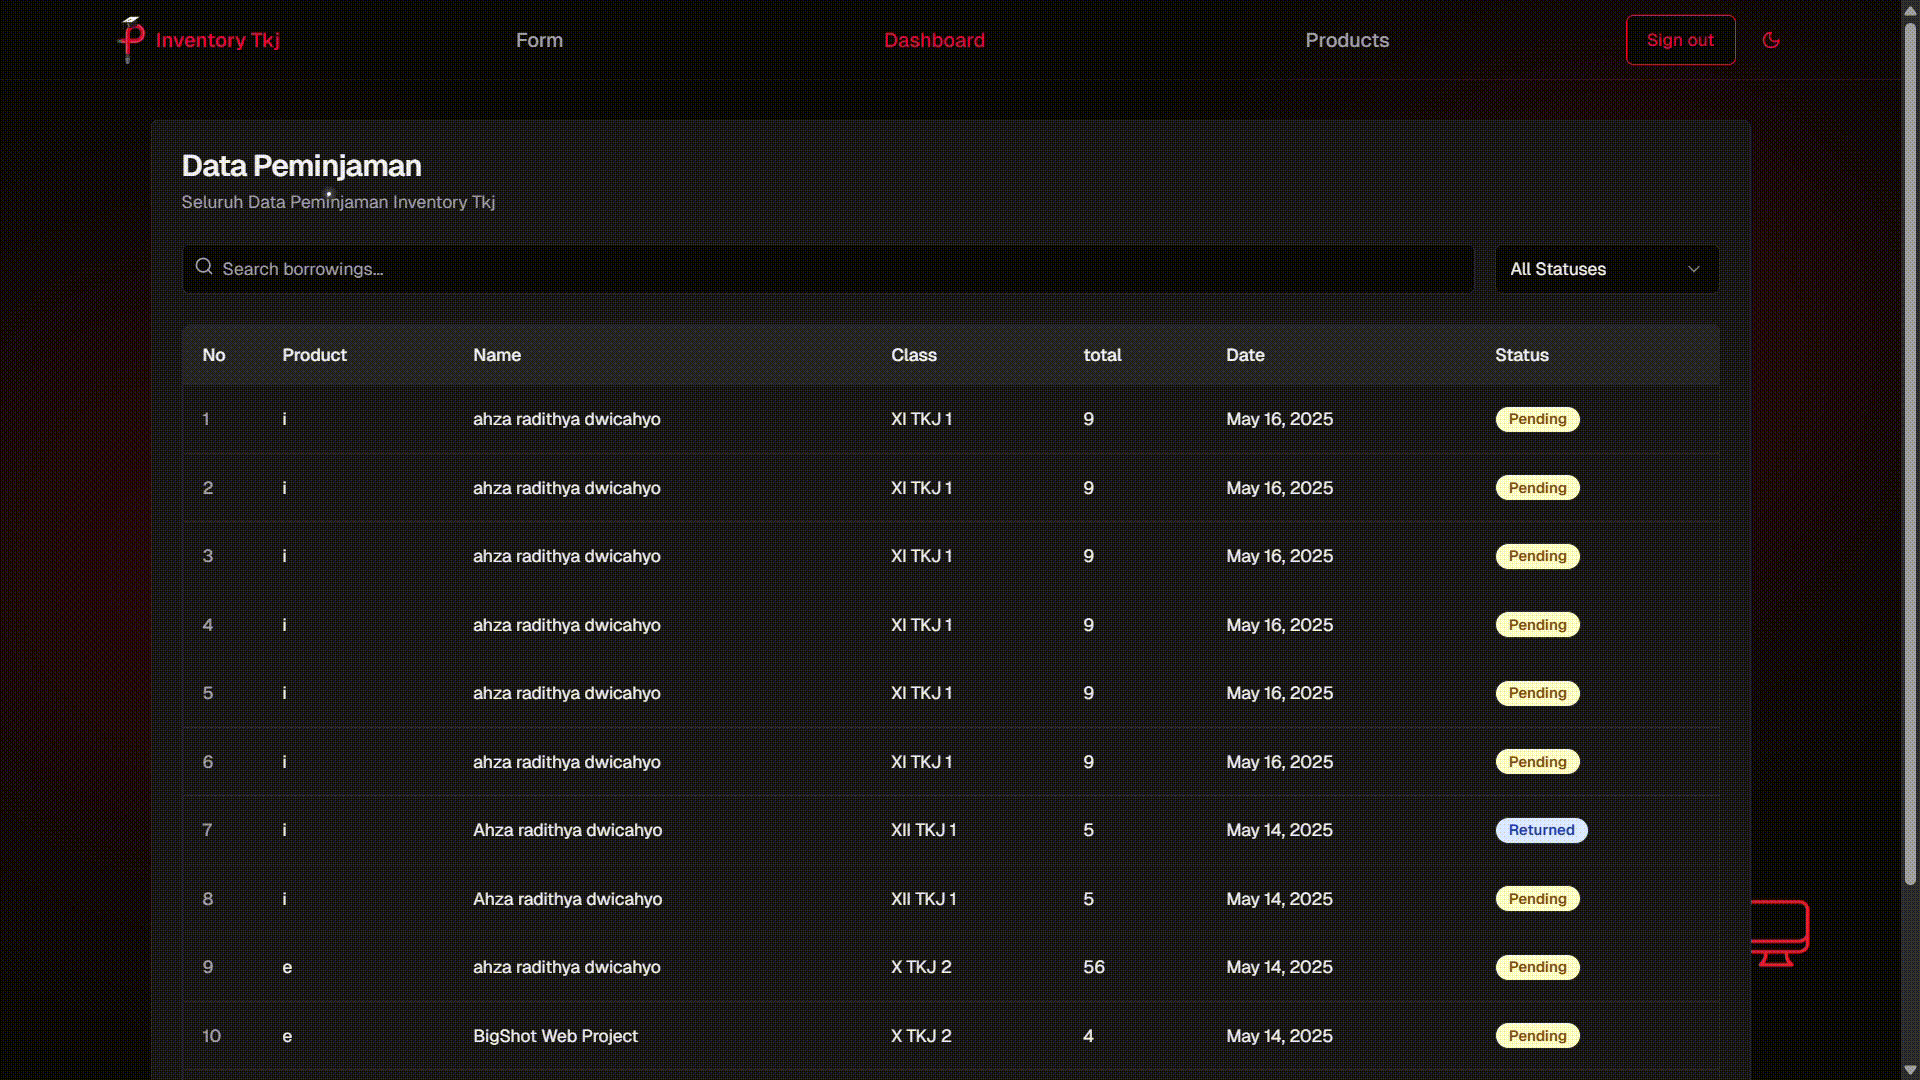 Inventory Tkj Form Dashboard Products Sign out
Data Peminjaman
Seluruh Data Peminjaman Inventory Tkj
Search borrowings... All Statuses
No Product Name Class total Date Status
1 i ahza radithya dwicahyo XI TKJ 1 9 May 16, 2025 Pending
2 i ahza radithya dwicahyo XI TKJ 1 9 May 16, 2025 Pending
3 i ahza radithya dwicahyo XI TKJ 1 9 May 16, 2025 Pending
4 i ahza radithya dwicahyo XI TKJ 1 9 May 16, 2025 Pending
5 i ahza radithya dwicahyo XI TKJ 1 9 May 16, 2025 Pending
6 i ahza radithya dwicahyo XI TKJ 1 9 May 16, 2025 Pending
7 i Ahza radithya dwicahyo XII TKJ 1 5 May 14, 2025 Returned
8 i Ahza radithya dwicahyo XII TKJ 1 5 May 14, 2025 Pending
9 e ahza radithya dwicahyo X TKJ 2 56 May 14, 2025 Pending
10 e BigShot Web Project X TKJ 2 4 May 14, 2025 Pending